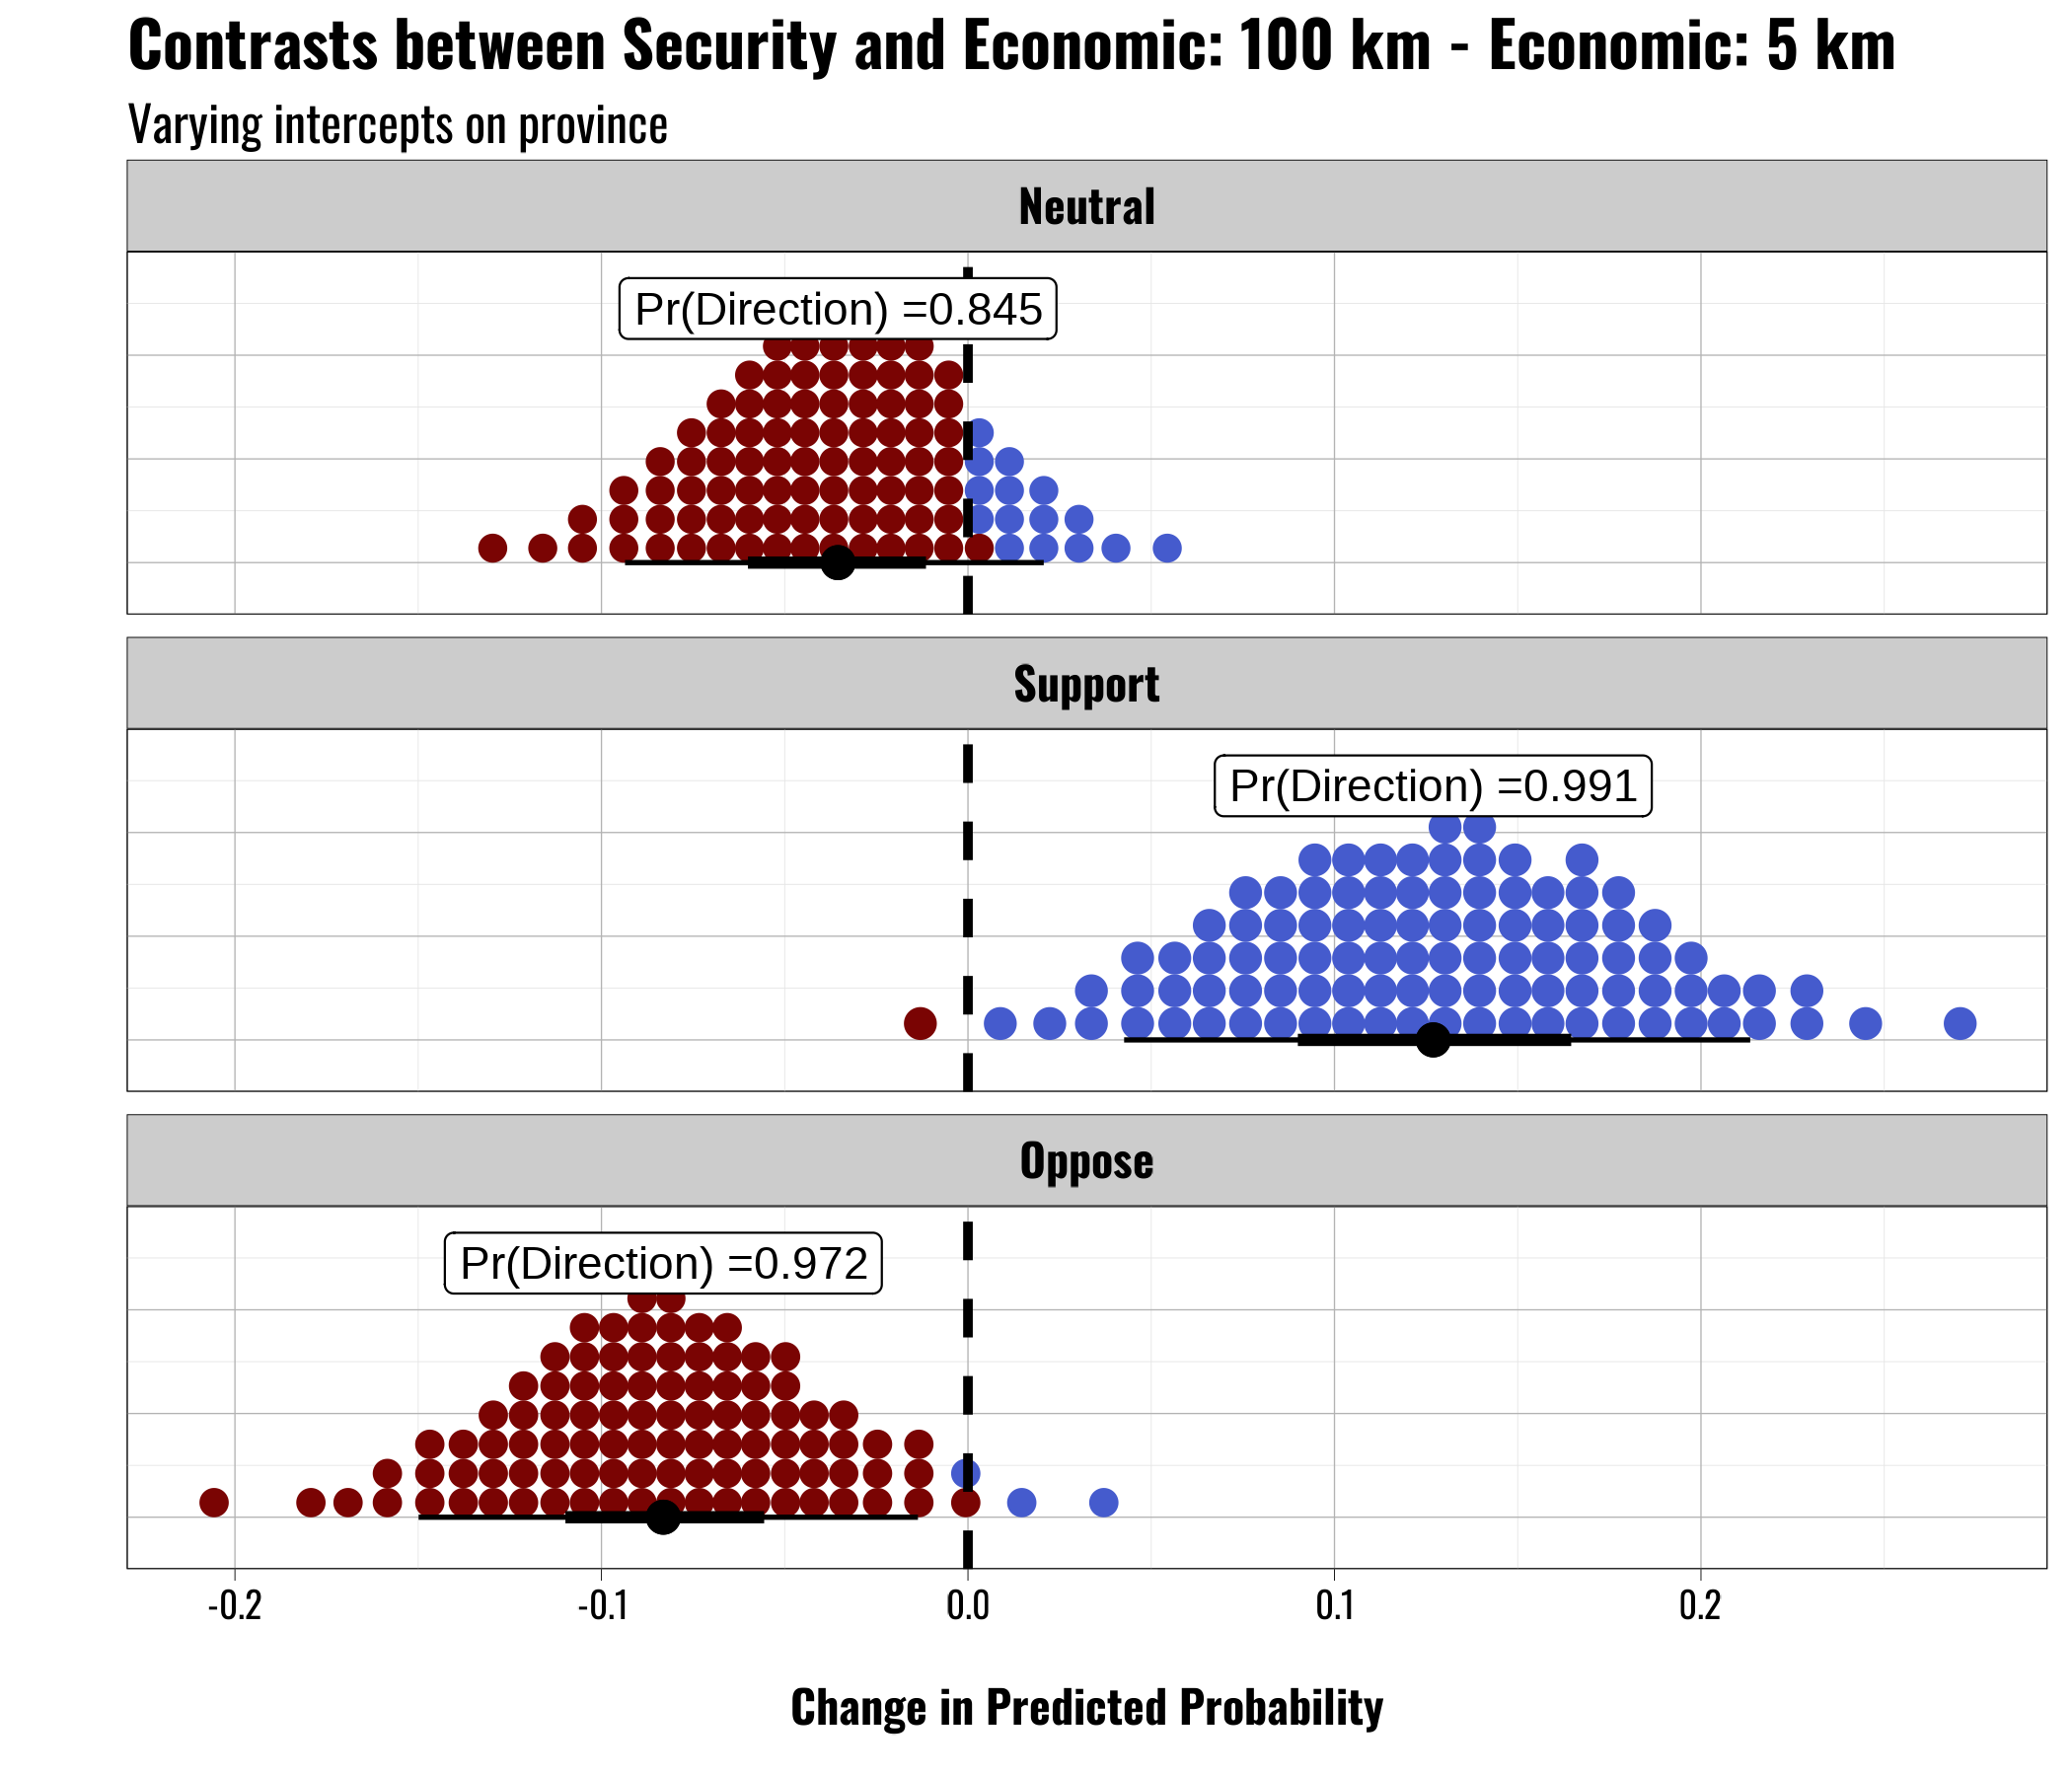 Contrasts between Security and Economic: 100 km - Economic: 5 km
Varying intercepts on province
Neutral
Pr(Direction) =0.845
Support
Pr(Direction) =0.991
Oppose
Pr(Direction) =0.972
-0.2 -0.1 0.0 0.1 0.2
Change in Predicted Probability